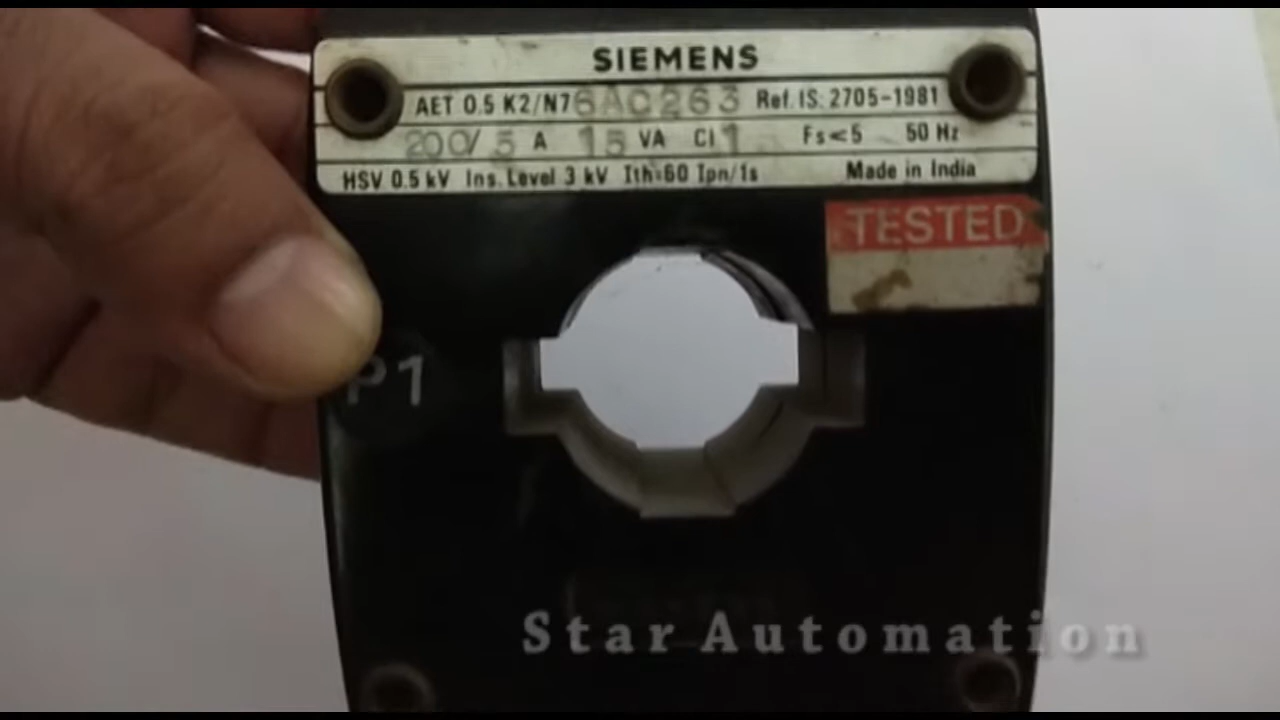 SIEMENS
AET 0.5 K2/N7 6AC263 Ref. IS: 2705-1981
200/5 A 15 VA Cl 1 Fs<5 50 Hz
HSV 0.5 kV Ins. Level 3 kV Ith=60 Ipn/1s Made in India
TESTED
P1
Star Automation